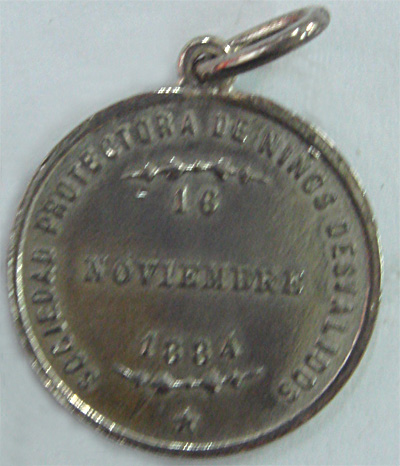 SOCIEDAD PROTECTORA DE NIÑOS DESVALIDOS
16
NOVIEMBRE
1884